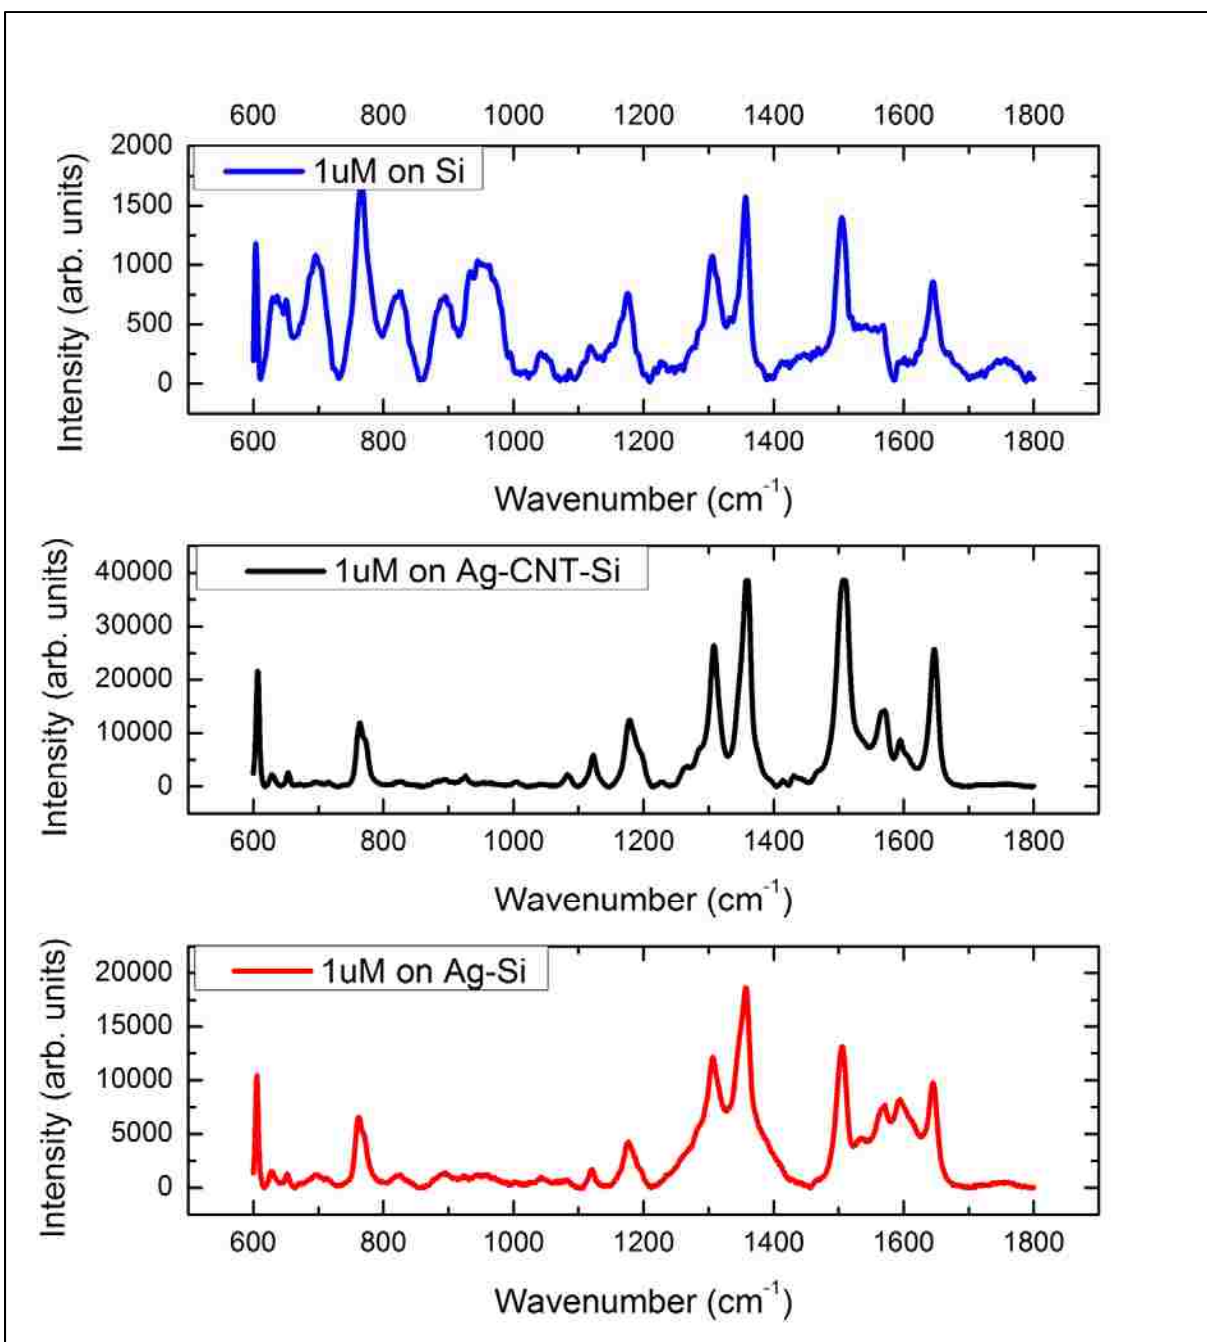 600 800 1000 1200 1400 1600 1800
2000
1uM on Si
1500
1000
500
0
Intensity (arb. units)
600 800 1000 1200 1400 1600 1800
Wavenumber (cm⁻¹)
1uM on Ag-CNT-Si
40000
30000
20000
10000
0
Intensity (arb. units)
600 800 1000 1200 1400 1600 1800
Wavenumber (cm⁻¹)
1uM on Ag-Si
20000
15000
10000
5000
0
Intensity (arb. units)
600 800 1000 1200 1400 1600 1800
Wavenumber (cm⁻¹)